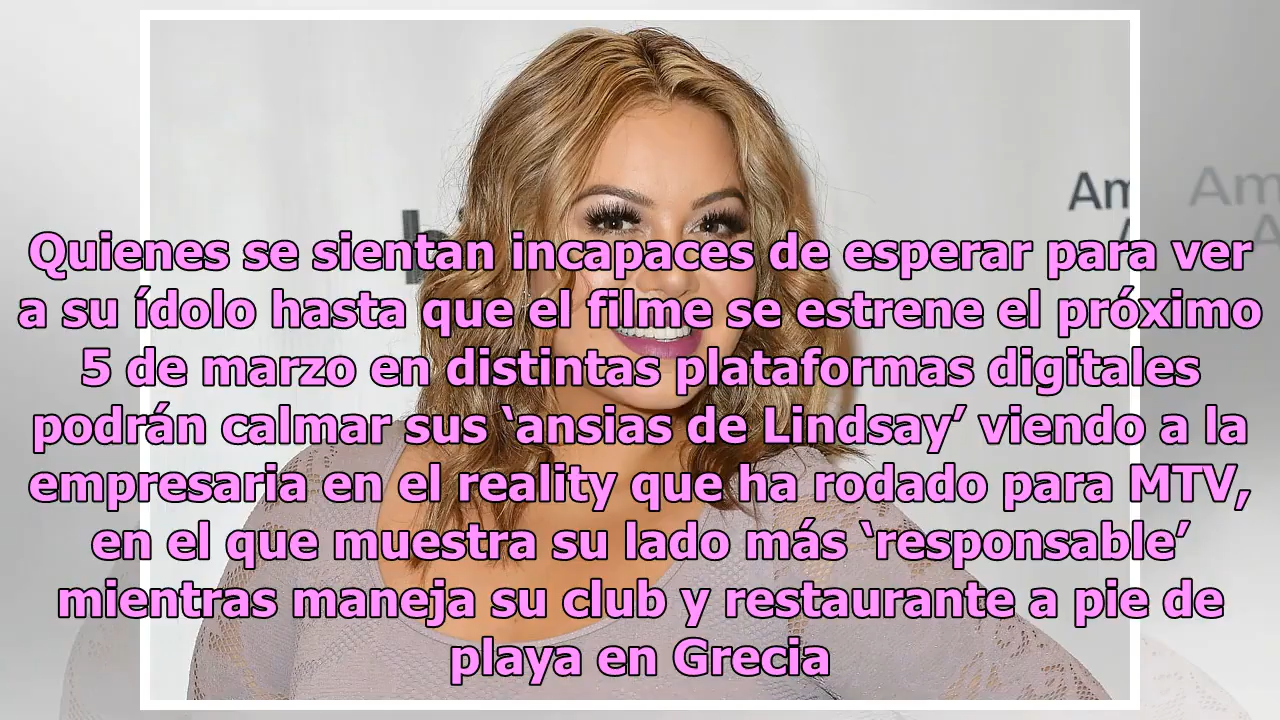 Am
Am
A
Quienes se sientan incapaces de esperar para ver
a su ídolo hasta que el filme se estrene el próximo
5 de marzo en distintas plataformas digitales
podrán calmar sus ‘ansias de Lindsay’ viendo a la
empresaria en el reality que ha rodado para MTV,
en el que muestra su lado más ‘responsable’
mientras maneja su club y restaurante a pie de
playa en Grecia